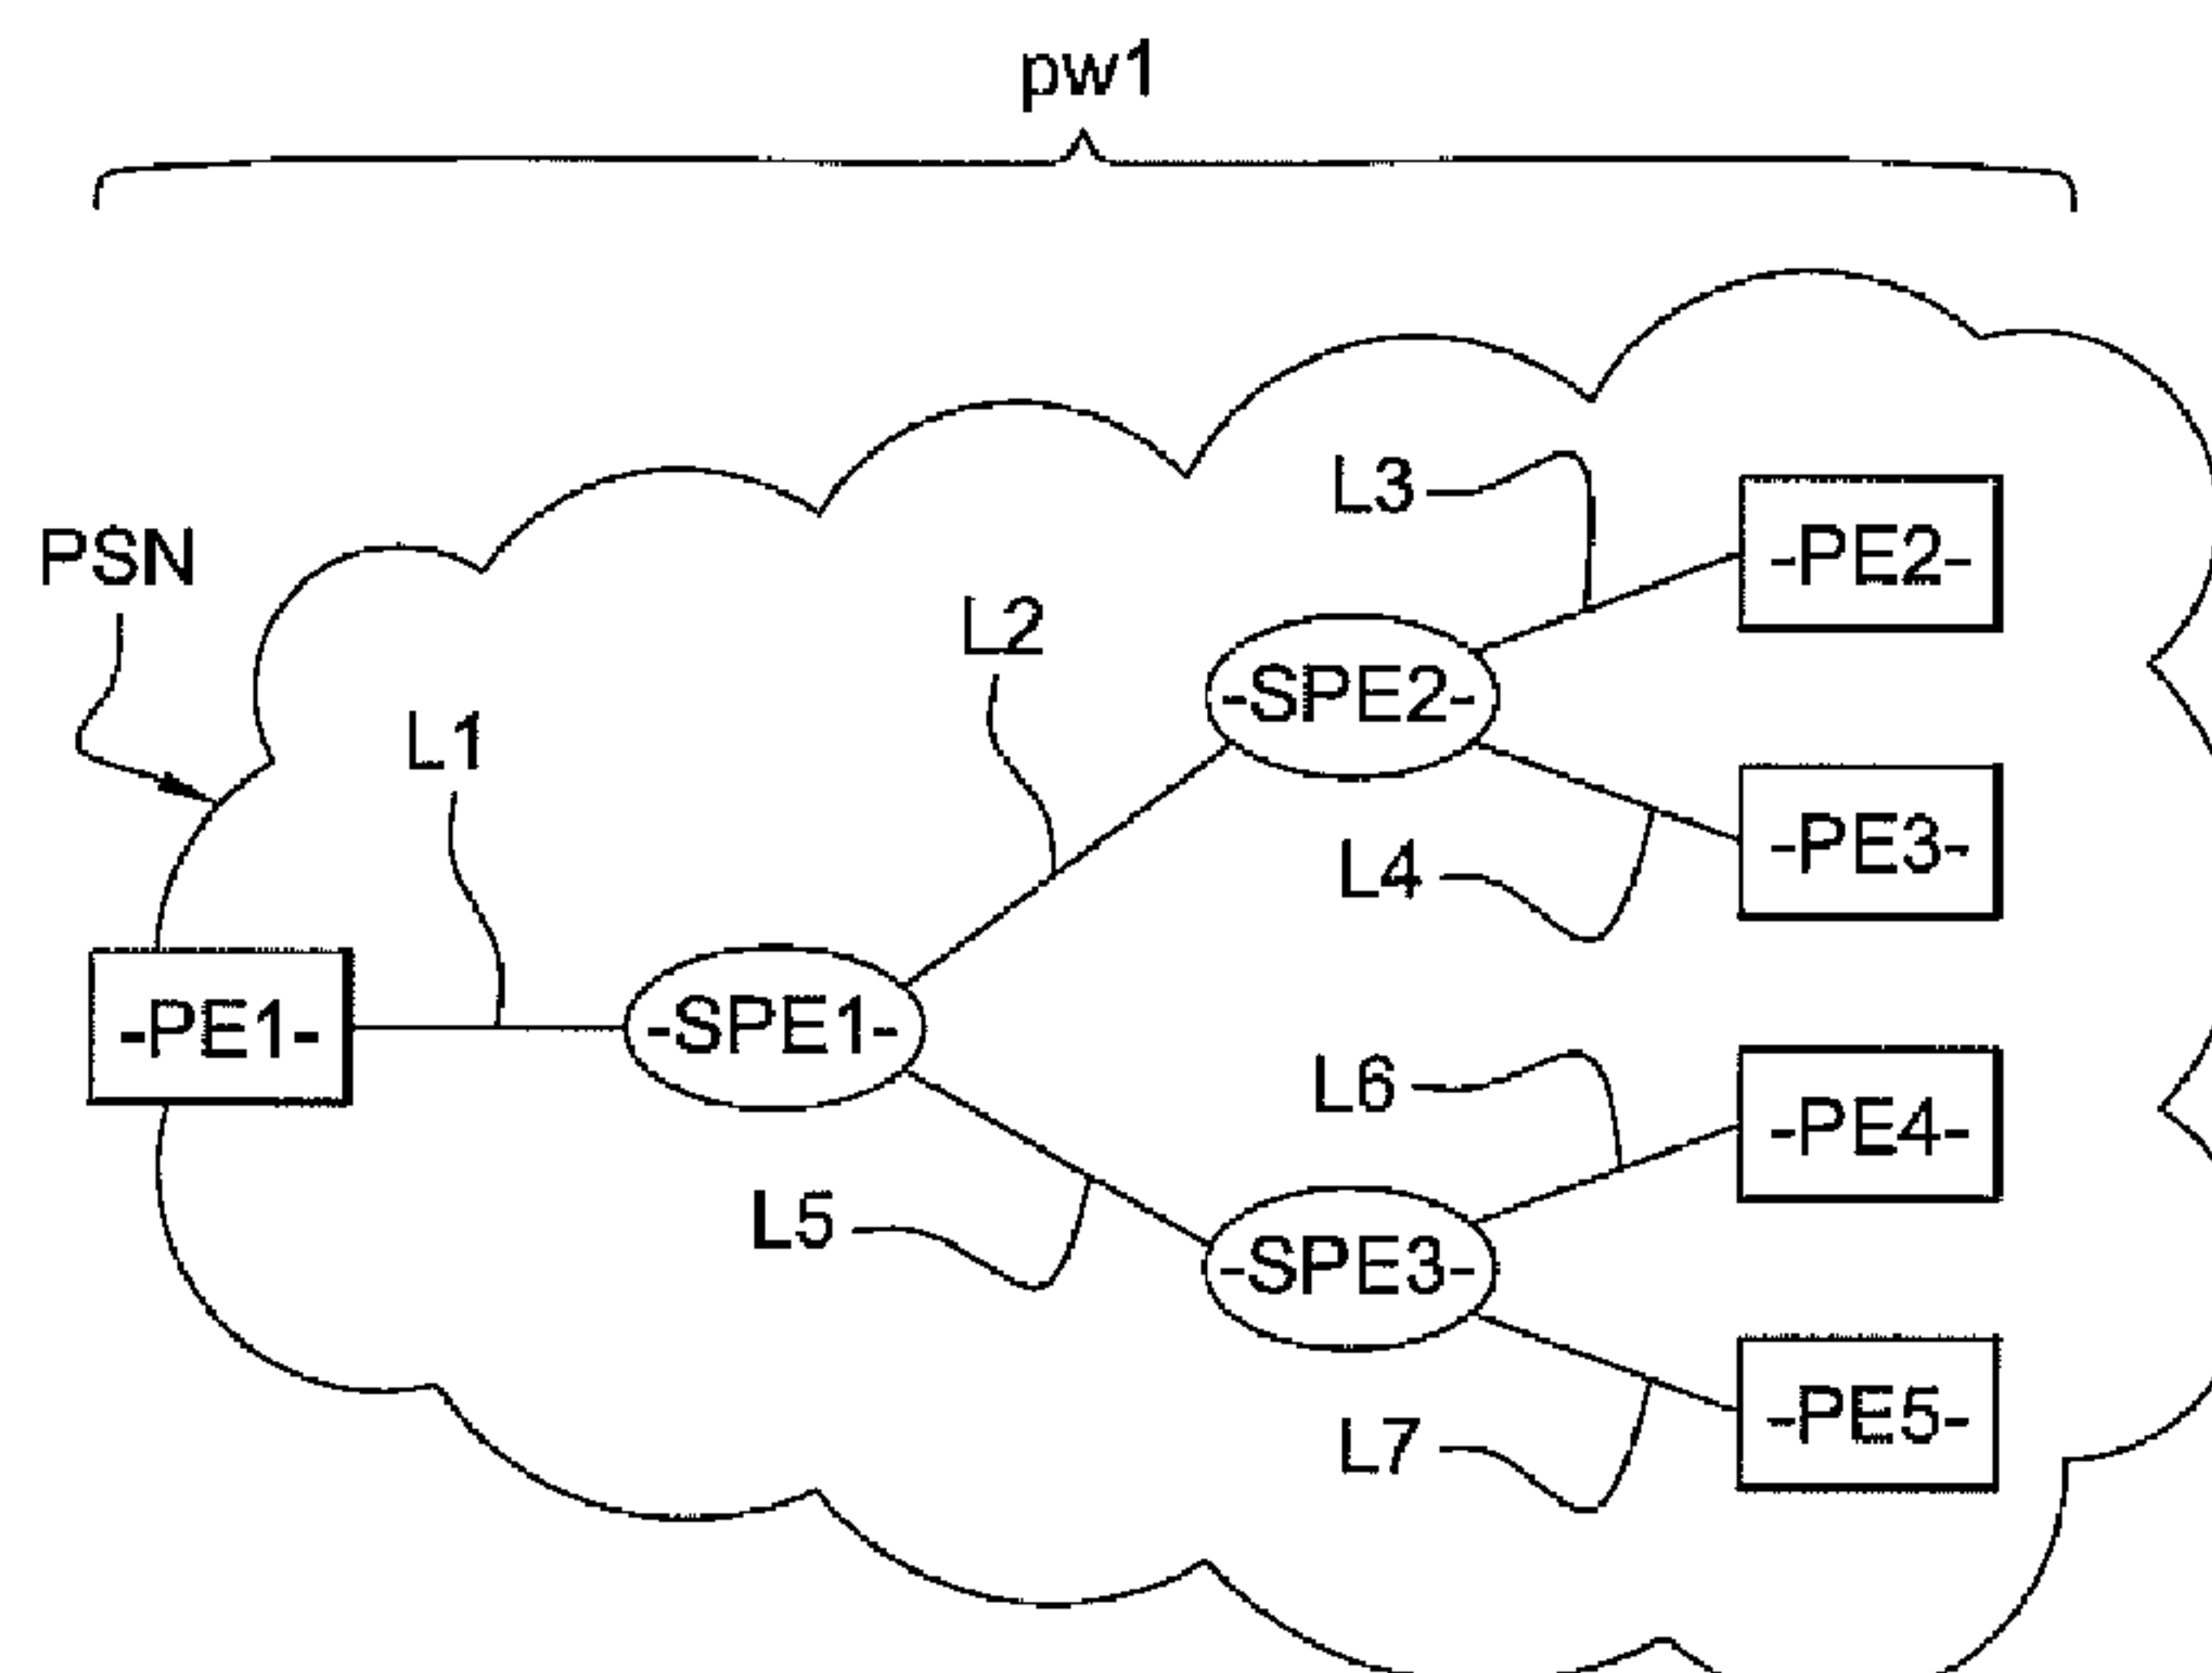 pw1
PSN
L1
L2
L3
-PE2-
-SPE2-
-PE3-
L4
-PE1-
-SPE1-
L6
-PE4-
L5
-SPE3-
-PE5-
L7